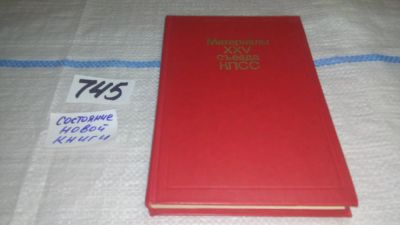 Материалы
XXV
съезда
КПСС
745
СОСТОЯНИЕ
НОВОЙ
КНИГИ